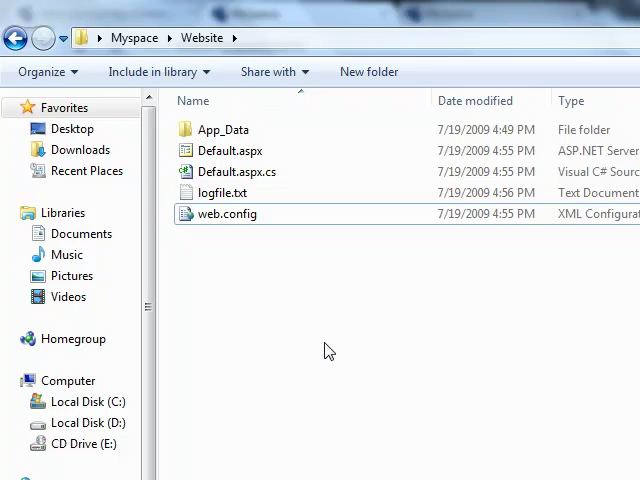 Myspace Website
Organize Include in library Share with New folder
Name Date modified Type
Favorites
Desktop
Downloads
Recent Places
Libraries
Documents
Music
Pictures
Videos
Homegroup
Computer
Local Disk (C:)
Local Disk (D:)
CD Drive (E:)
App_Data 7/19/2009 4:49 PM File folder
Default.aspx 7/19/2009 4:55 PM ASP.NET Server
Default.aspx.cs 7/19/2009 4:55 PM Visual C# Sourc
logfile.txt 7/19/2009 4:56 PM Text Document
web.config 7/19/2009 4:55 PM XML Configurat